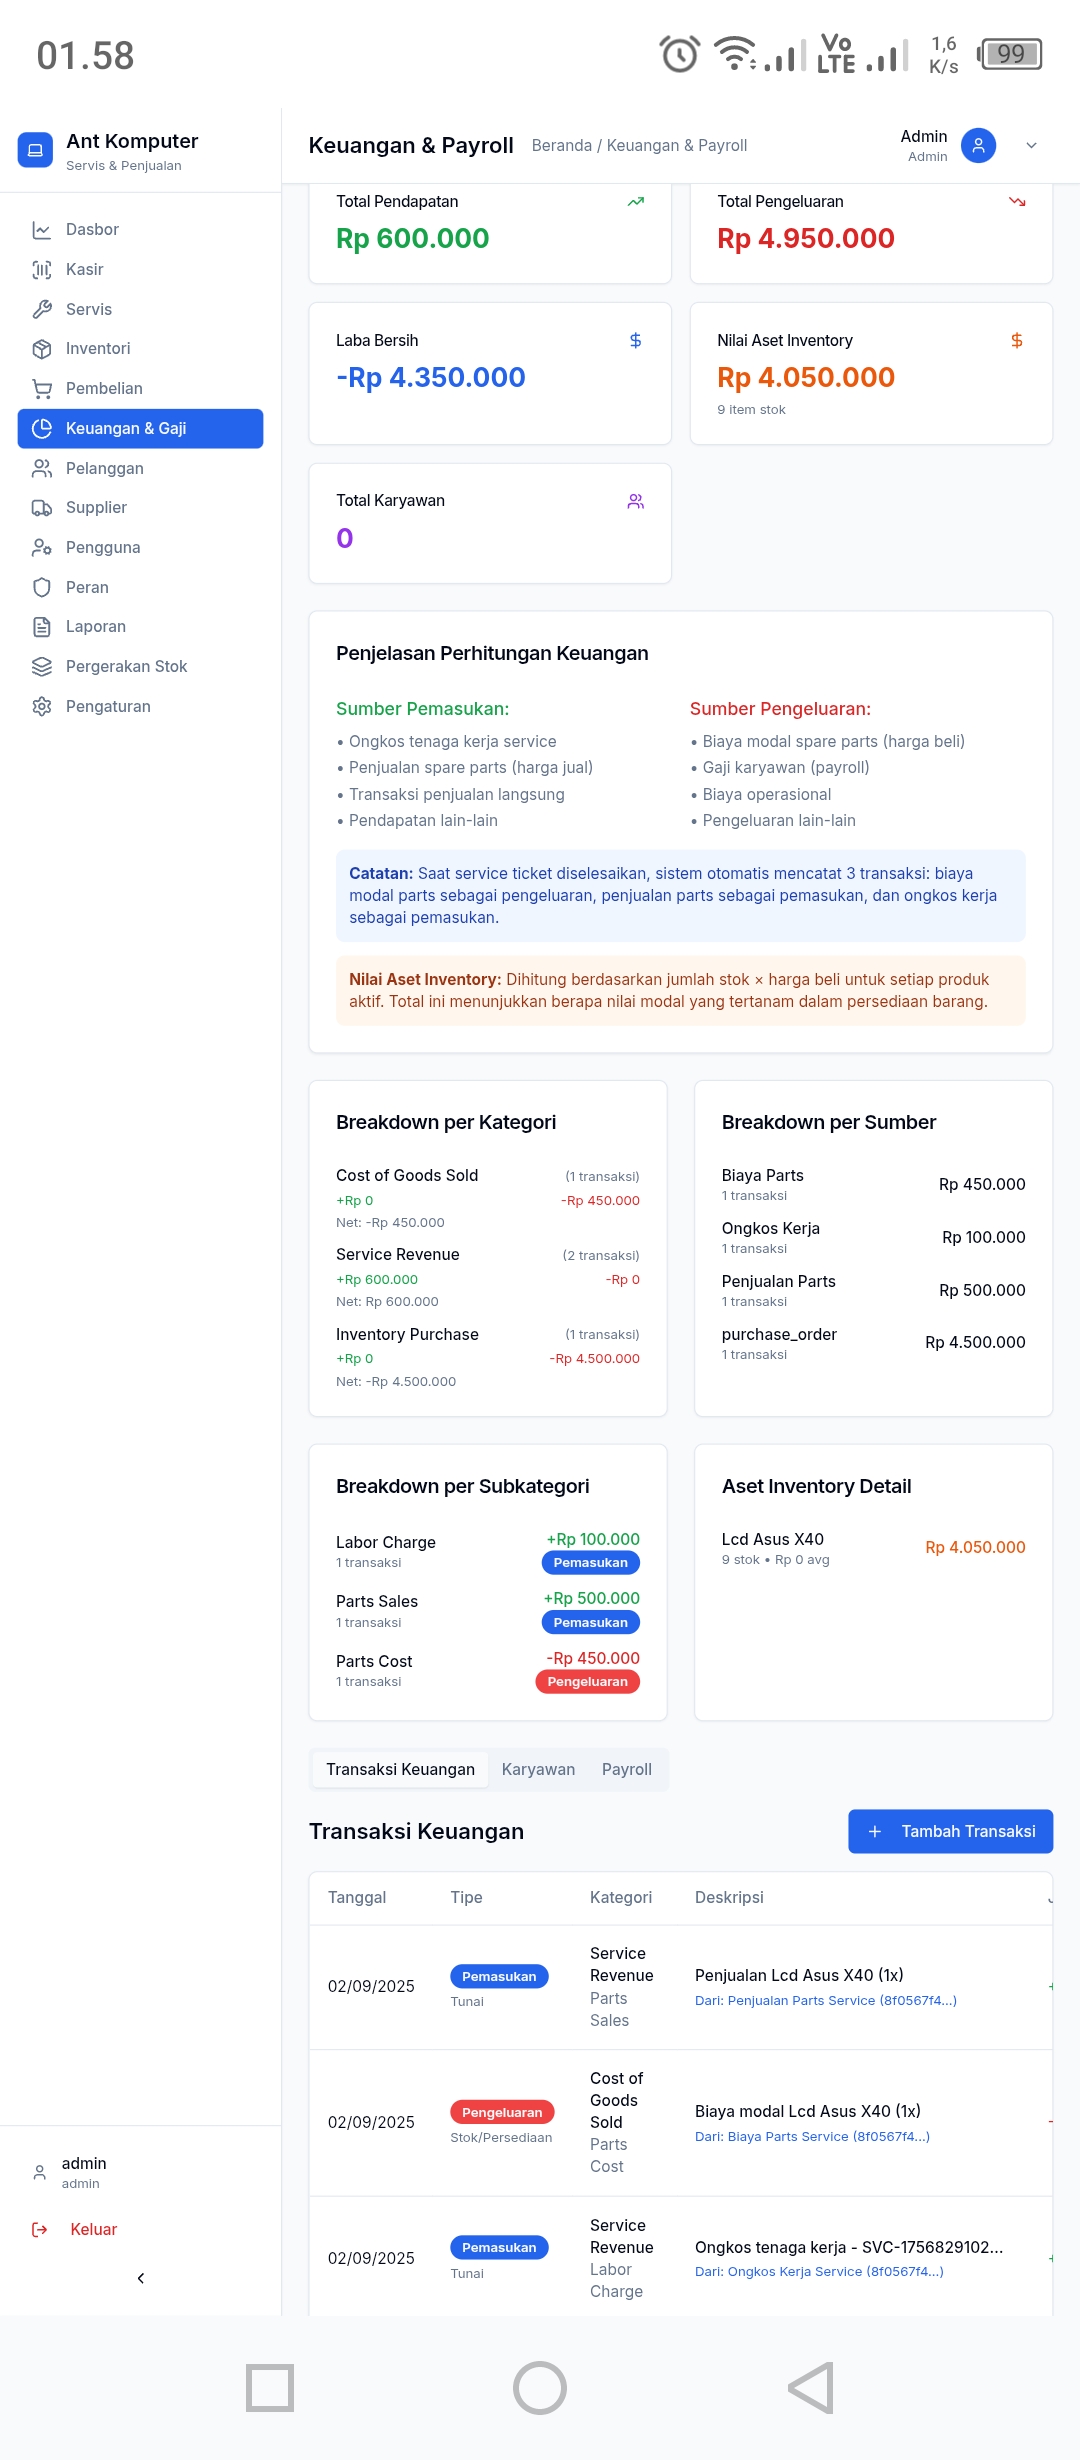 01.58
Vo
LTE
1,6
K/s
99
Ant Komputer
Servis & Penjualan
Dasbor
Kasir
Servis
Inventori
Pembelian
Keuangan & Gaji
Pelanggan
Supplier
Pengguna
Peran
Laporan
Pergerakan Stok
Pengaturan
admin
admin
Keluar
Keuangan & Payroll
Beranda / Keuangan & Payroll
Admin
Admin
Total Pendapatan
Rp 600.000
Total Pengeluaran
Rp 4.950.000
Laba Bersih
-Rp 4.350.000
Nilai Aset Inventory
Rp 4.050.000
9 item stok
Total Karyawan
0
Penjelasan Perhitungan Keuangan
Sumber Pemasukan:
• Ongkos tenaga kerja service
• Penjualan spare parts (harga jual)
• Transaksi penjualan langsung
• Pendapatan lain-lain
Sumber Pengeluaran:
• Biaya modal spare parts (harga beli)
• Gaji karyawan (payroll)
• Biaya operasional
• Pengeluaran lain-lain
Catatan: Saat service ticket diselesaikan, sistem otomatis mencatat 3 transaksi: biaya
modal parts sebagai pengeluaran, penjualan parts sebagai pemasukan, dan ongkos kerja
sebagai pemasukan.
Nilai Aset Inventory: Dihitung berdasarkan jumlah stok × harga beli untuk setiap produk
aktif. Total ini menunjukkan berapa nilai modal yang tertanam dalam persediaan barang.
Breakdown per Kategori
Cost of Goods Sold
(1 transaksi)
+Rp 0
-Rp 450.000
Net: -Rp 450.000
Service Revenue
(2 transaksi)
+Rp 600.000
-Rp 0
Net: Rp 600.000
Inventory Purchase
(1 transaksi)
+Rp 0
-Rp 4.500.000
Net: -Rp 4.500.000
Breakdown per Sumber
Biaya Parts
1 transaksi
Rp 450.000
Ongkos Kerja
1 transaksi
Rp 100.000
Penjualan Parts
1 transaksi
Rp 500.000
purchase_order
1 transaksi
Rp 4.500.000
Breakdown per Subkategori
Labor Charge
1 transaksi
+Rp 100.000
Pemasukan
Parts Sales
1 transaksi
+Rp 500.000
Pemasukan
Parts Cost
1 transaksi
-Rp 450.000
Pengeluaran
Aset Inventory Detail
Lcd Asus X40
9 stok • Rp 0 avg
Rp 4.050.000
Transaksi Keuangan
Karyawan
Payroll
Transaksi Keuangan
+ Tambah Transaksi
Tanggal
Tipe
Kategori
Deskripsi
02/09/2025
Pemasukan
Tunai
Service
Revenue
Parts
Sales
Penjualan Lcd Asus X40 (1x)
Dari: Penjualan Parts Service (8f0567f4...)
02/09/2025
Pengeluaran
Stok/Persediaan
Cost of
Goods
Sold
Parts
Cost
Biaya modal Lcd Asus X40 (1x)
Dari: Biaya Parts Service (8f0567f4...)
02/09/2025
Pemasukan
Tunai
Service
Revenue
Labor
Charge
Ongkos tenaga kerja - SVC-1756829102...
Dari: Ongkos Kerja Service (8f0567f4...)